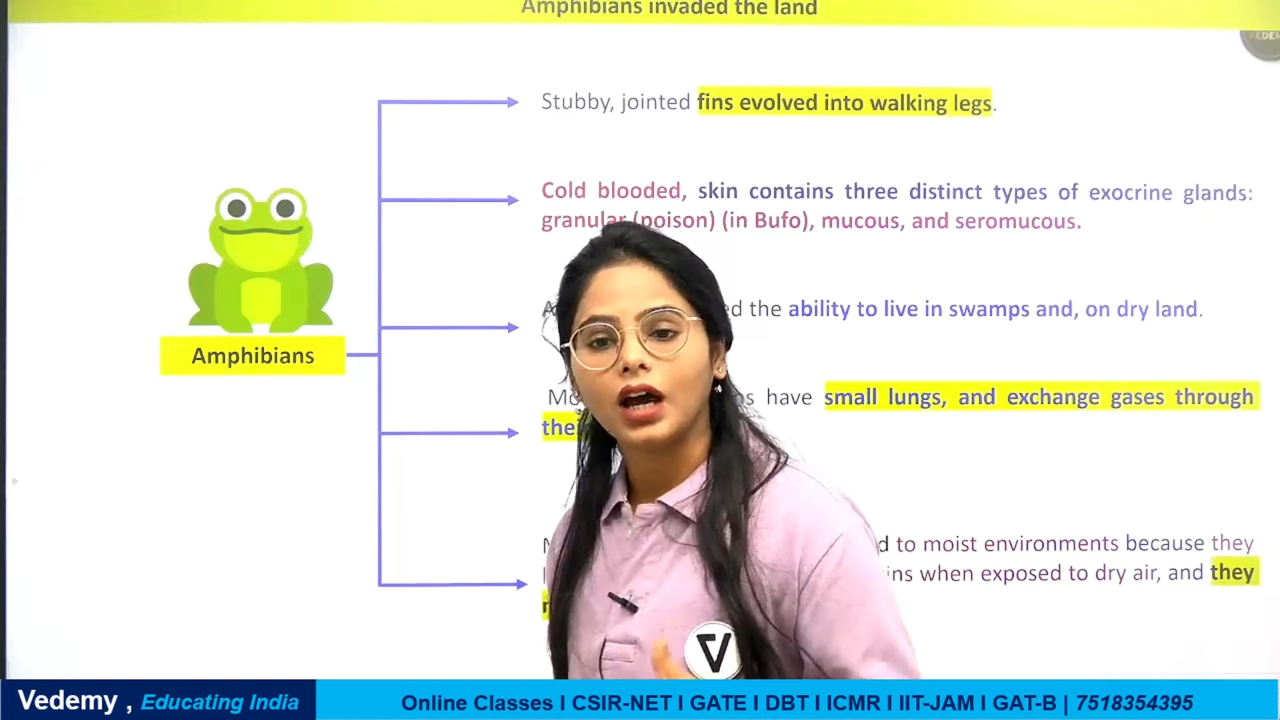 Amphibians invaded the land
VEDEM
Stubby, jointed fins evolved into walking legs.
Cold blooded, skin contains three distinct types of exocrine glands:
granular (poison) (in Bufo), mucous, and seromucous.
the ability to live in swamps and, on dry land.
Amphibians
have small lungs, and exchange gases through
to moist environments because they
when exposed to dry air, and they
V
Vedemy , Educating India
Online Classes I CSIR-NET I GATE I DBT I ICMR I IIT-JAM I GAT-B | 7518354395